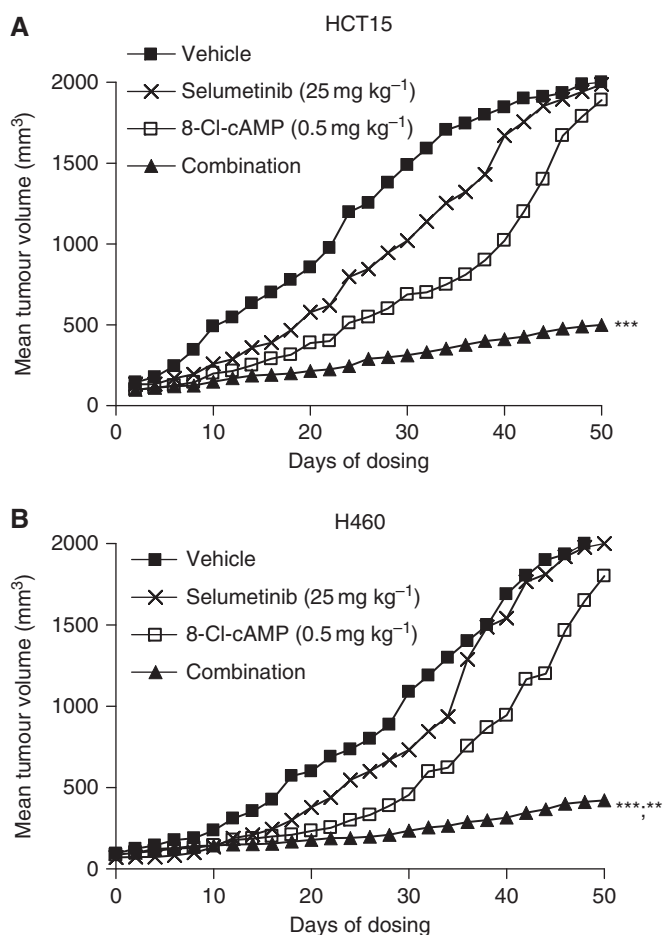 A
HCT15
Vehicle
Selumetinib (25 mg kg⁻¹)
8-Cl-cAMP (0.5 mg kg⁻¹)
Combination
Mean tumour volume (mm³)
2000
1500
1000
500
0
***
0 10 20 30 40 50
Days of dosing
B
H460
Vehicle
Selumetinib (25 mg kg⁻¹)
8-Cl-cAMP (0.5 mg kg⁻¹)
Combination
Mean tumour volume (mm³)
2000
1500
1000
500
0
***;**
0 10 20 30 40 50
Days of dosing